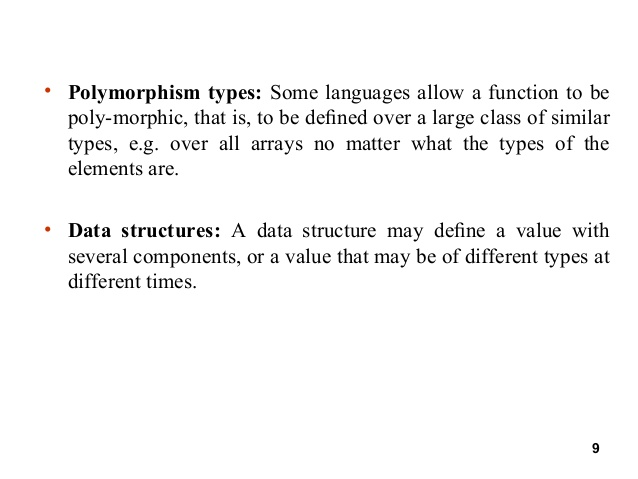 • Polymorphism types: Some languages allow a function to be
poly-morphic, that is, to be defined over a large class of similar
types, e.g. over all arrays no matter what the types of the
elements are.
• Data structures: A data structure may define a value with
several components, or a value that may be of different types at
different times.
9